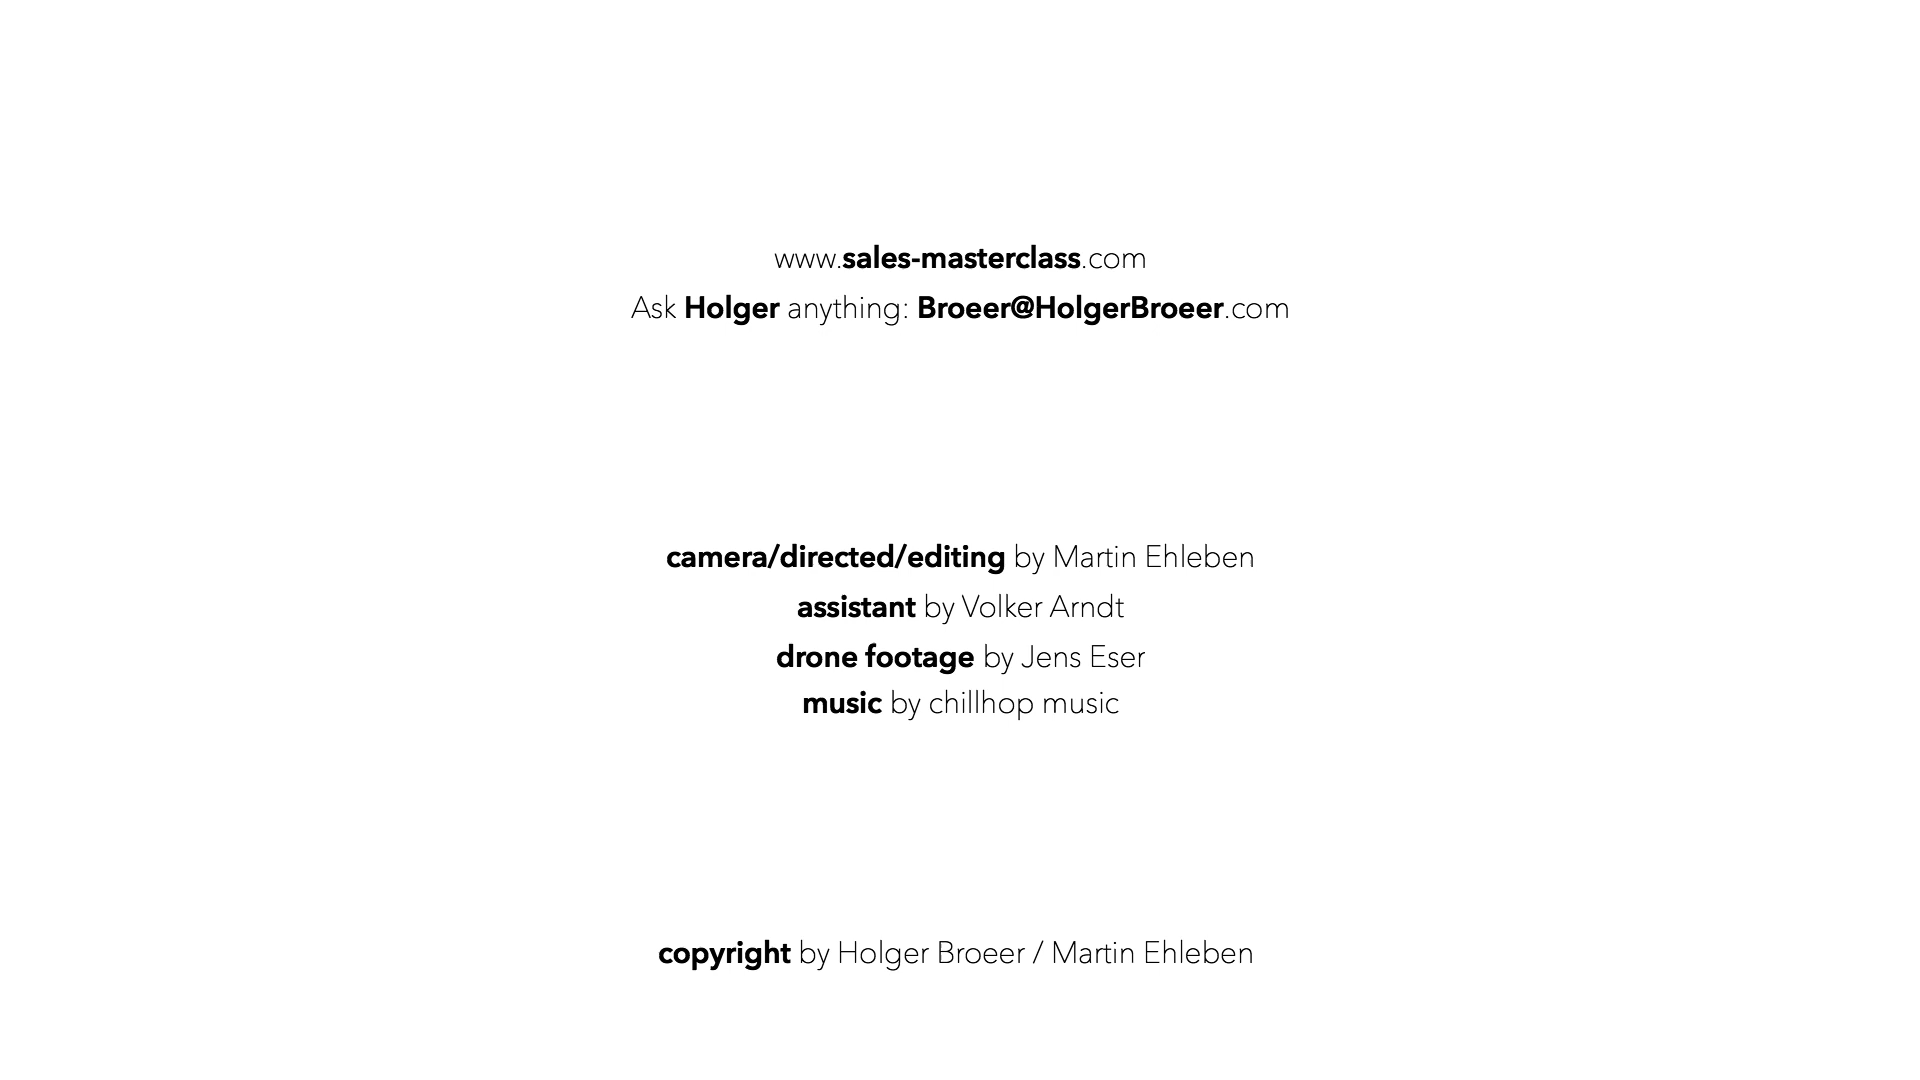 www.sales-masterclass.com
Ask Holger anything: Broeer@HolgerBroeer.com
camera/directed/editing by Martin Ehleben
assistant by Volker Arndt
drone footage by Jens Eser
music by chillhop music
copyright by Holger Broeer / Martin Ehleben